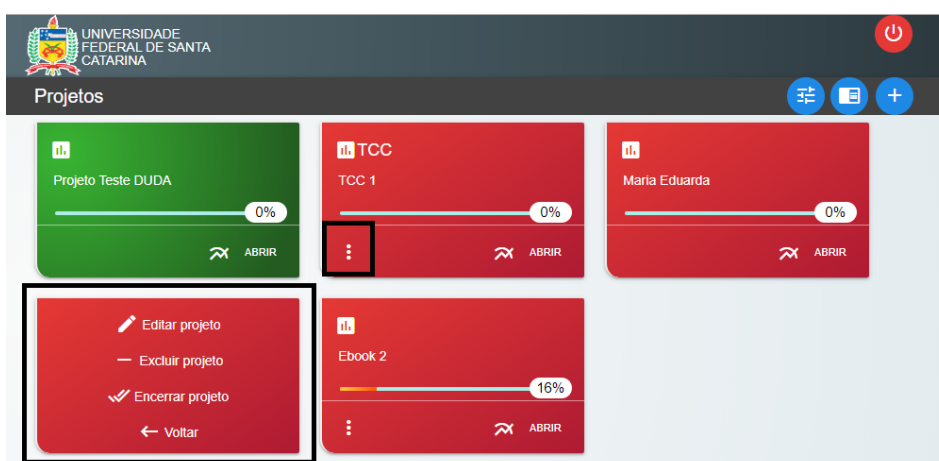 UNIVERSIDADE
FEDERAL DE SANTA
CATARINA
Projetos
Projeto Teste DUDA
0%
ABRIR
TCC
TCC 1
0%
ABRIR
Maria Eduarda
0%
ABRIR
Editar projeto
Excluir projeto
Encerrar projeto
Voltar
Ebook 2
16%
ABRIR